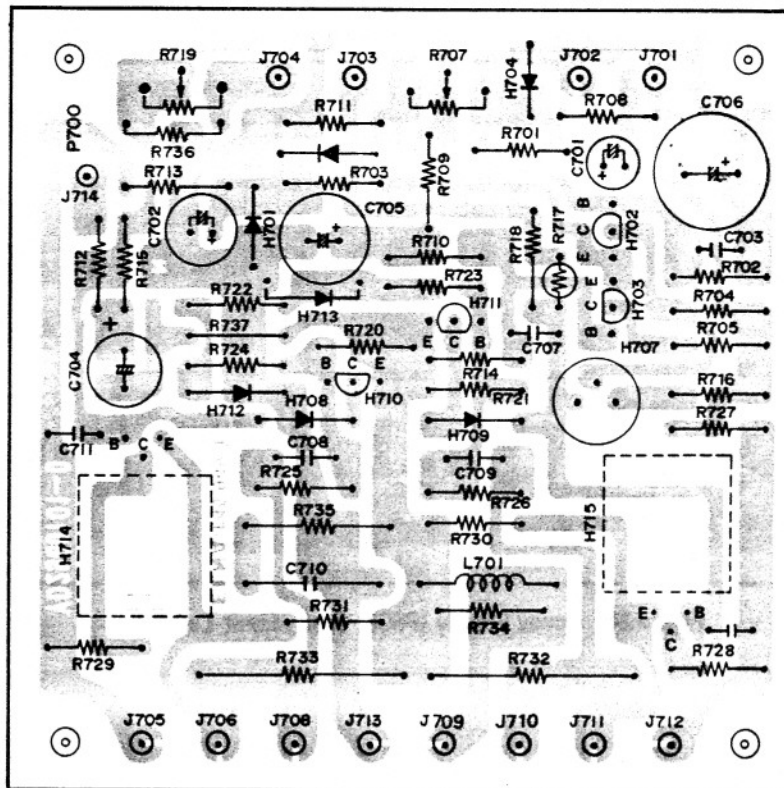 R719 J704 J703 R707 H704 J702 J701
R711 R708 C706
P700 R736 R709 R701 C701
R713 R703
J714 C702 H701 C705 B
R712 R715 R710 R718 R717 C H702 C703
E R702
R722 R723 E
H713 H711 C H703 R704
R737 R720 E C B C707 B R705
R724 B C E R714 H707
C704 H712 H710 R721 R716
H708 H709 R727
C711 B C E C708
R725 C709
R726
H714 R735 R730 H715
C710 L701
R731 R734 E B
C
R729 R733 R732 R728
J705 J706 J708 J713 J709 J710 J711 J712